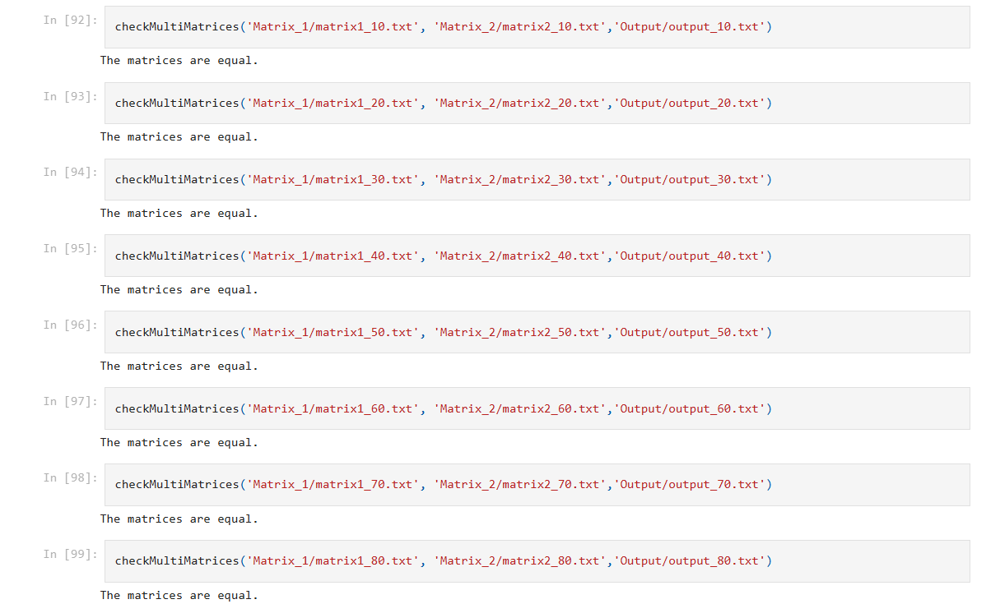 In [92]: checkMultiMatrices('Matrix_1/matrix1_10.txt', 'Matrix_2/matrix2_10.txt','Output/output_10.txt')
The matrices are equal.
In [93]: checkMultiMatrices('Matrix_1/matrix1_20.txt', 'Matrix_2/matrix2_20.txt','Output/output_20.txt')
The matrices are equal.
In [94]: checkMultiMatrices('Matrix_1/matrix1_30.txt', 'Matrix_2/matrix2_30.txt','Output/output_30.txt')
The matrices are equal.
In [95]: checkMultiMatrices('Matrix_1/matrix1_40.txt', 'Matrix_2/matrix2_40.txt','Output/output_40.txt')
The matrices are equal.
In [96]: checkMultiMatrices('Matrix_1/matrix1_50.txt', 'Matrix_2/matrix2_50.txt','Output/output_50.txt')
The matrices are equal.
In [97]: checkMultiMatrices('Matrix_1/matrix1_60.txt', 'Matrix_2/matrix2_60.txt','Output/output_60.txt')
The matrices are equal.
In [98]: checkMultiMatrices('Matrix_1/matrix1_70.txt', 'Matrix_2/matrix2_70.txt','Output/output_70.txt')
The matrices are equal.
In [99]: checkMultiMatrices('Matrix_1/matrix1_80.txt', 'Matrix_2/matrix2_80.txt','Output/output_80.txt')
The matrices are equal.